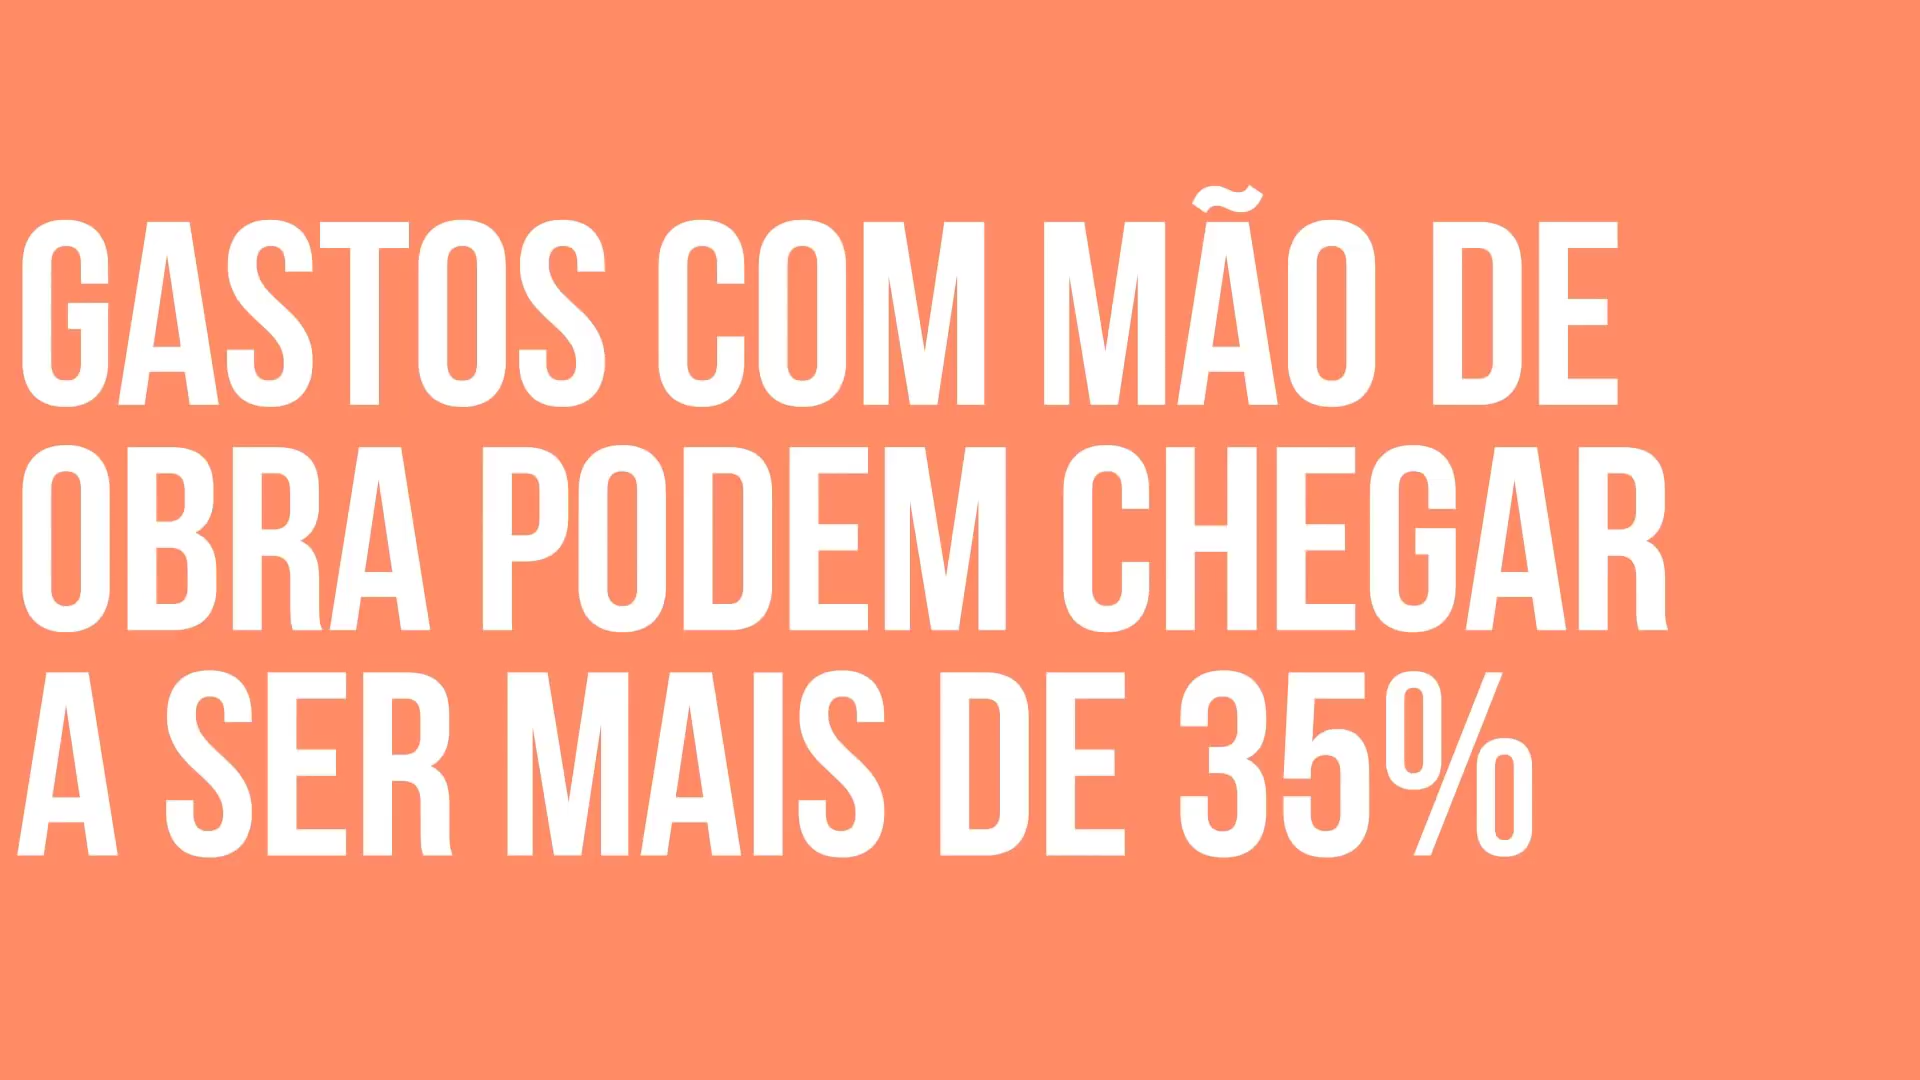 GASTOS COM MÃO DE
OBRA PODEM CHEGAR
A SER MAIS DE 35%